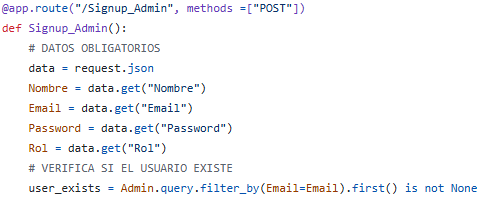 @app.route("/Signup_Admin", methods =["POST"])
def Signup_Admin():
    # DATOS OBLIGATORIOS
    data = request.json
    Nombre = data.get("Nombre")
    Email = data.get("Email")
    Password = data.get("Password")
    Rol = data.get("Rol")
    # VERIFICA SI EL USUARIO EXISTE
    user_exists = Admin.query.filter_by(Email=Email).first() is not None